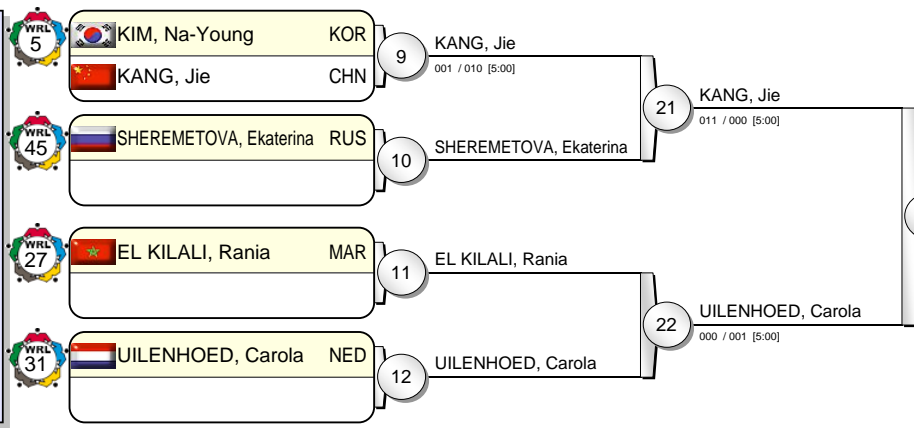 WRL
5
KIM, Na-Young KOR
KANG, Jie CHN
9
KANG, Jie
001 / 010 [5:00]
WRL
45
SHEREMETOVA, Ekaterina RUS
10
SHEREMETOVA, Ekaterina
21
KANG, Jie
011 / 000 [5:00]
WRL
27
EL KILALI, Rania MAR
11
EL KILALI, Rania
WRL
31
UILENHOED, Carola NED
12
UILENHOED, Carola
22
UILENHOED, Carola
000 / 001 [5:00]